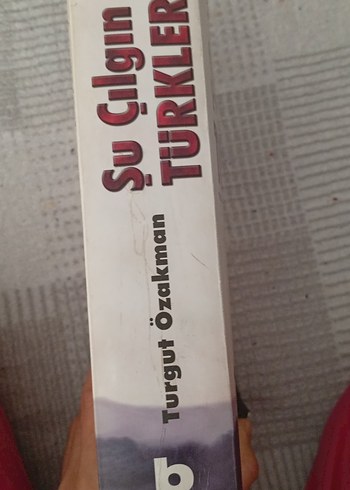 Şu Çılgın
TÜRKLER
Turgut Özakman
b